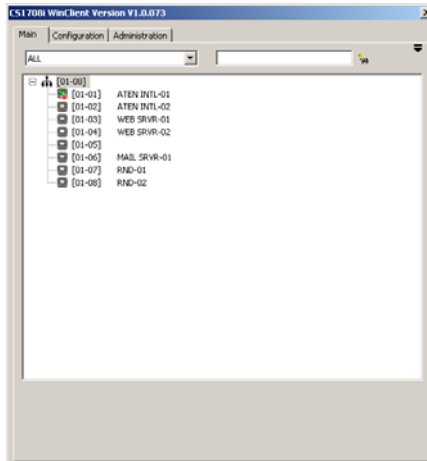 CS1708i WinClient Version V1.0.073
Main Configuration Administration
ALL
[01-00]
[01-01] ATEN INTL-01
[01-02] ATEN INTL-02
[01-03] WEB SRVR-01
[01-04] WEB SRVR-02
[01-05]
[01-06] MAIL SRVR-01
[01-07] RND-01
[01-08] RND-02